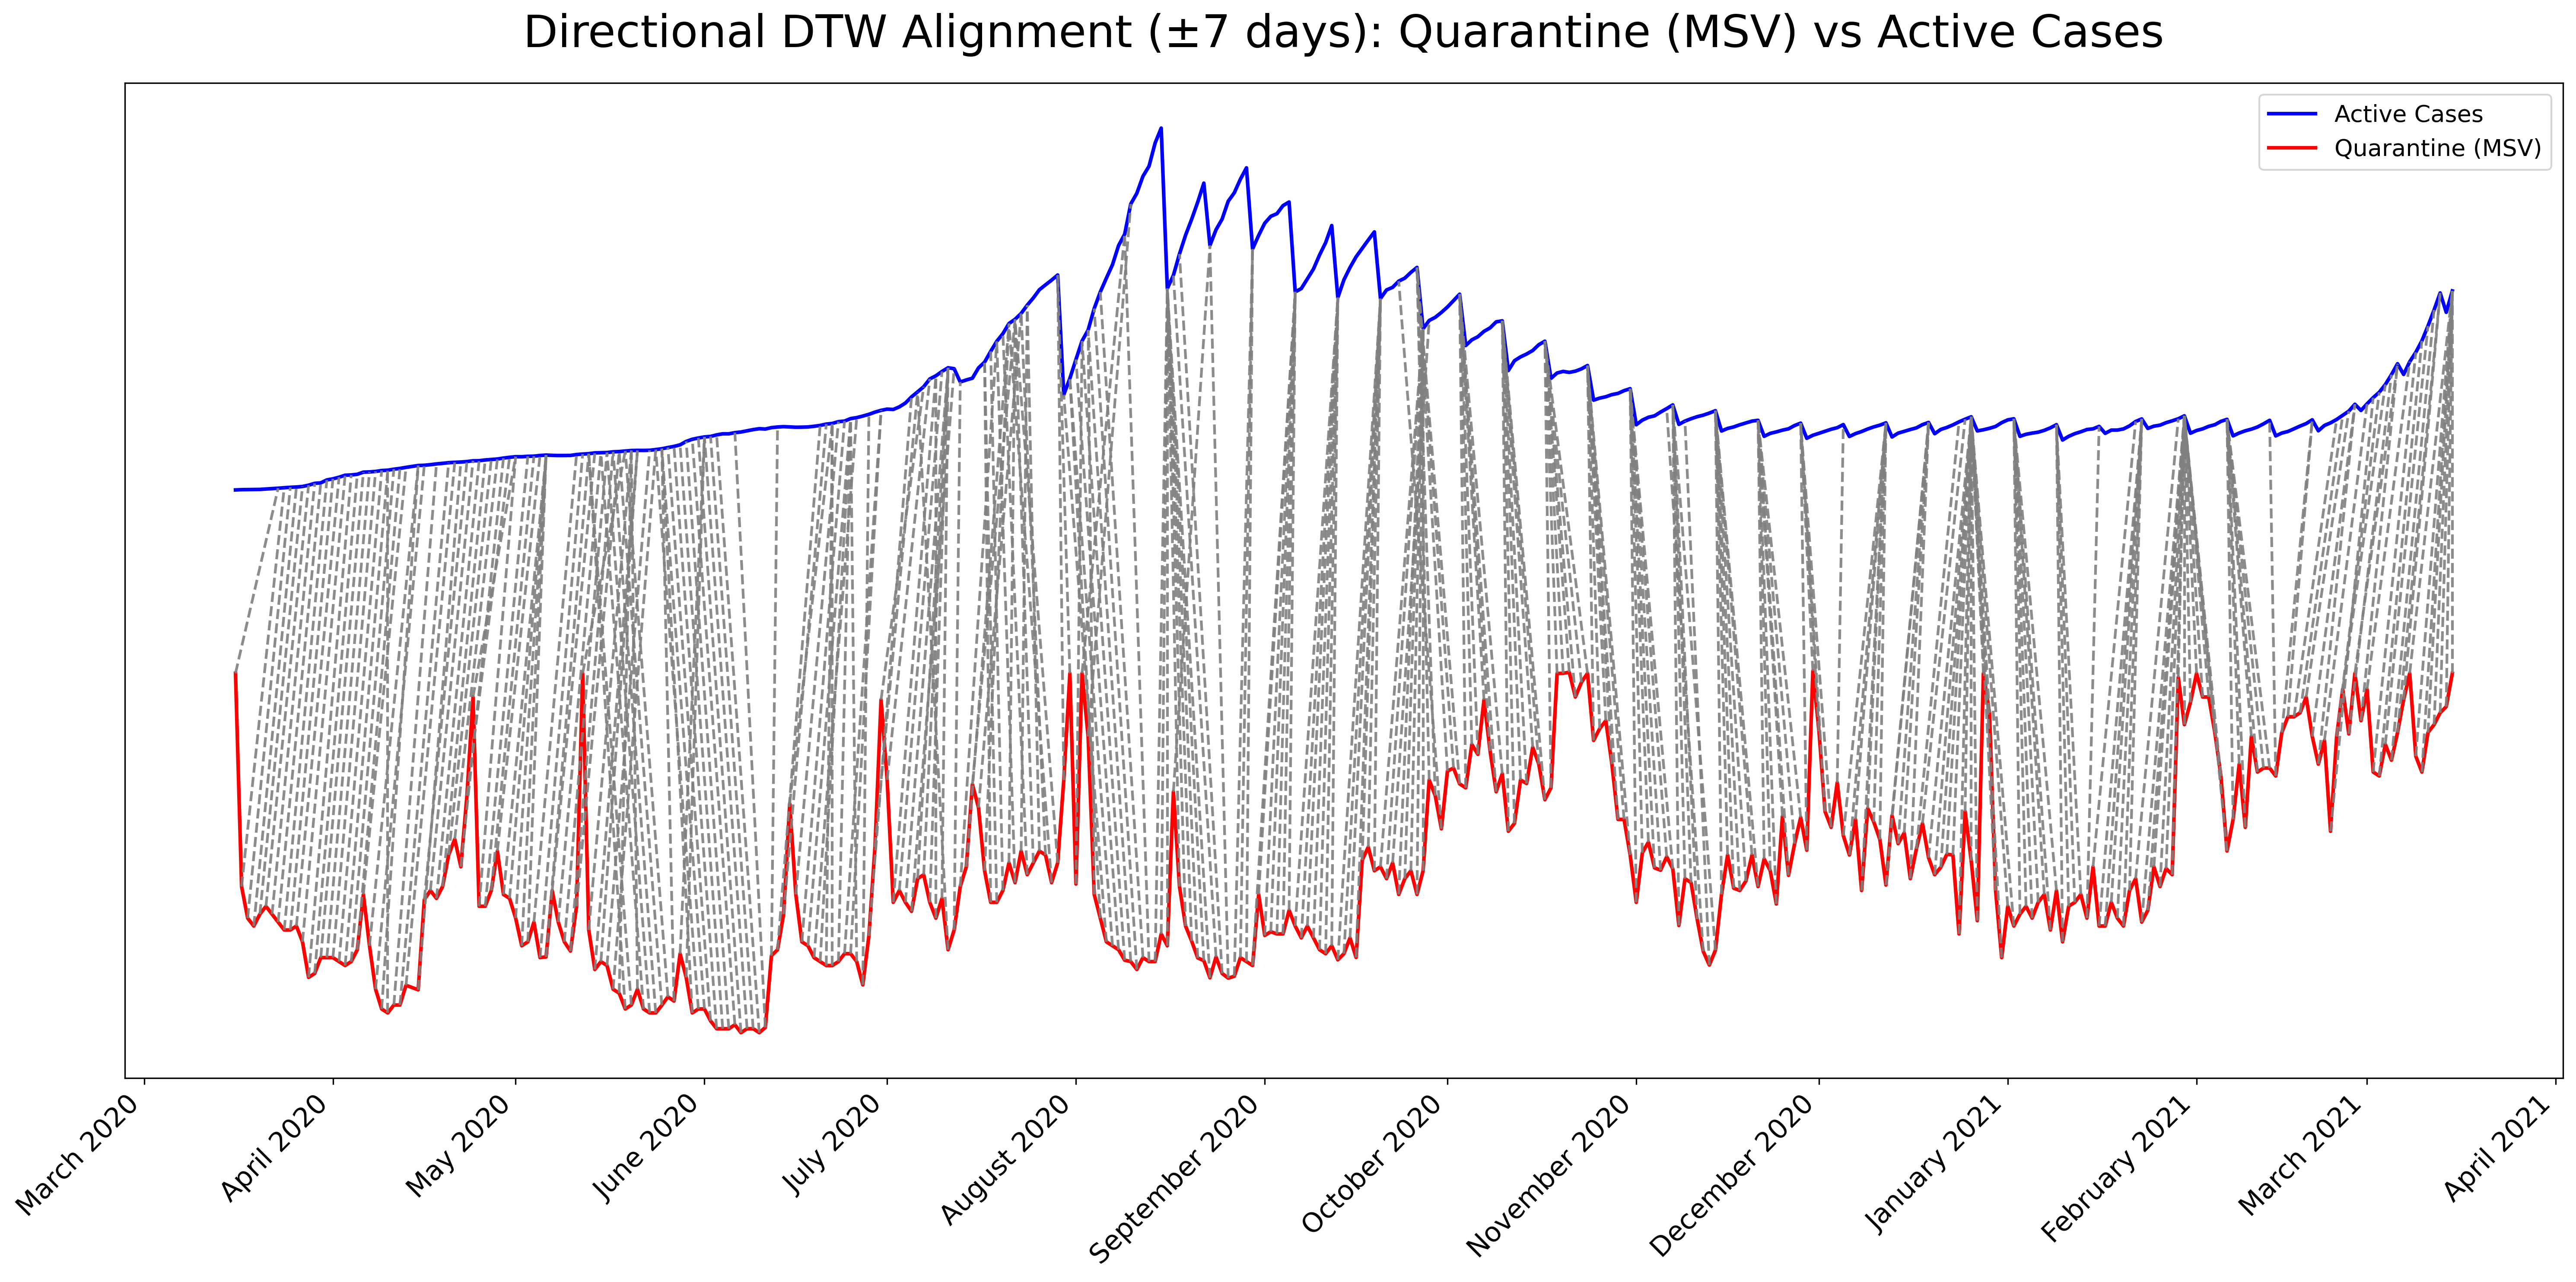 Directional DTW Alignment (±7 days): Quarantine (MSV) vs Active Cases
Active Cases
Quarantine (MSV)
March 2020
April 2020
May 2020
June 2020
July 2020
August 2020
September 2020
October 2020
November 2020
December 2020
January 2021
February 2021
March 2021
April 2021